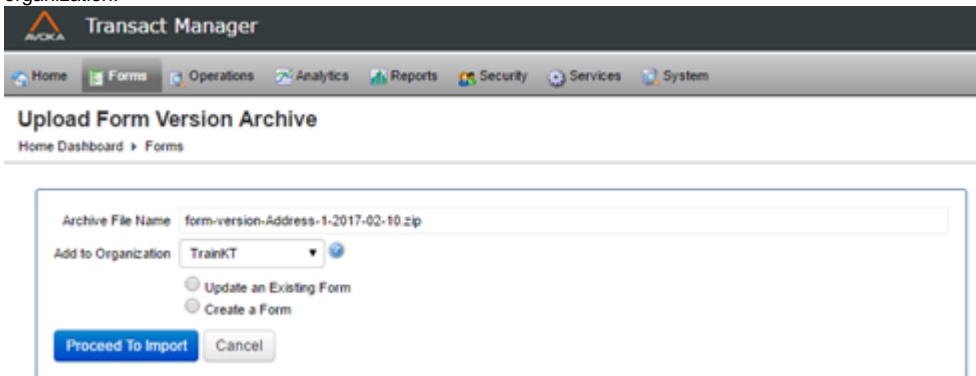 organization.
AVOKA Transact Manager
Home Forms Operations Analytics Reports Security Services System
Upload Form Version Archive
Home Dashboard ▸ Forms
Archive File Name form-version-Address-1-2017-02-10.zip
Add to Organization TrainKT
Update an Existing Form
Create a Form
Proceed To Import Cancel